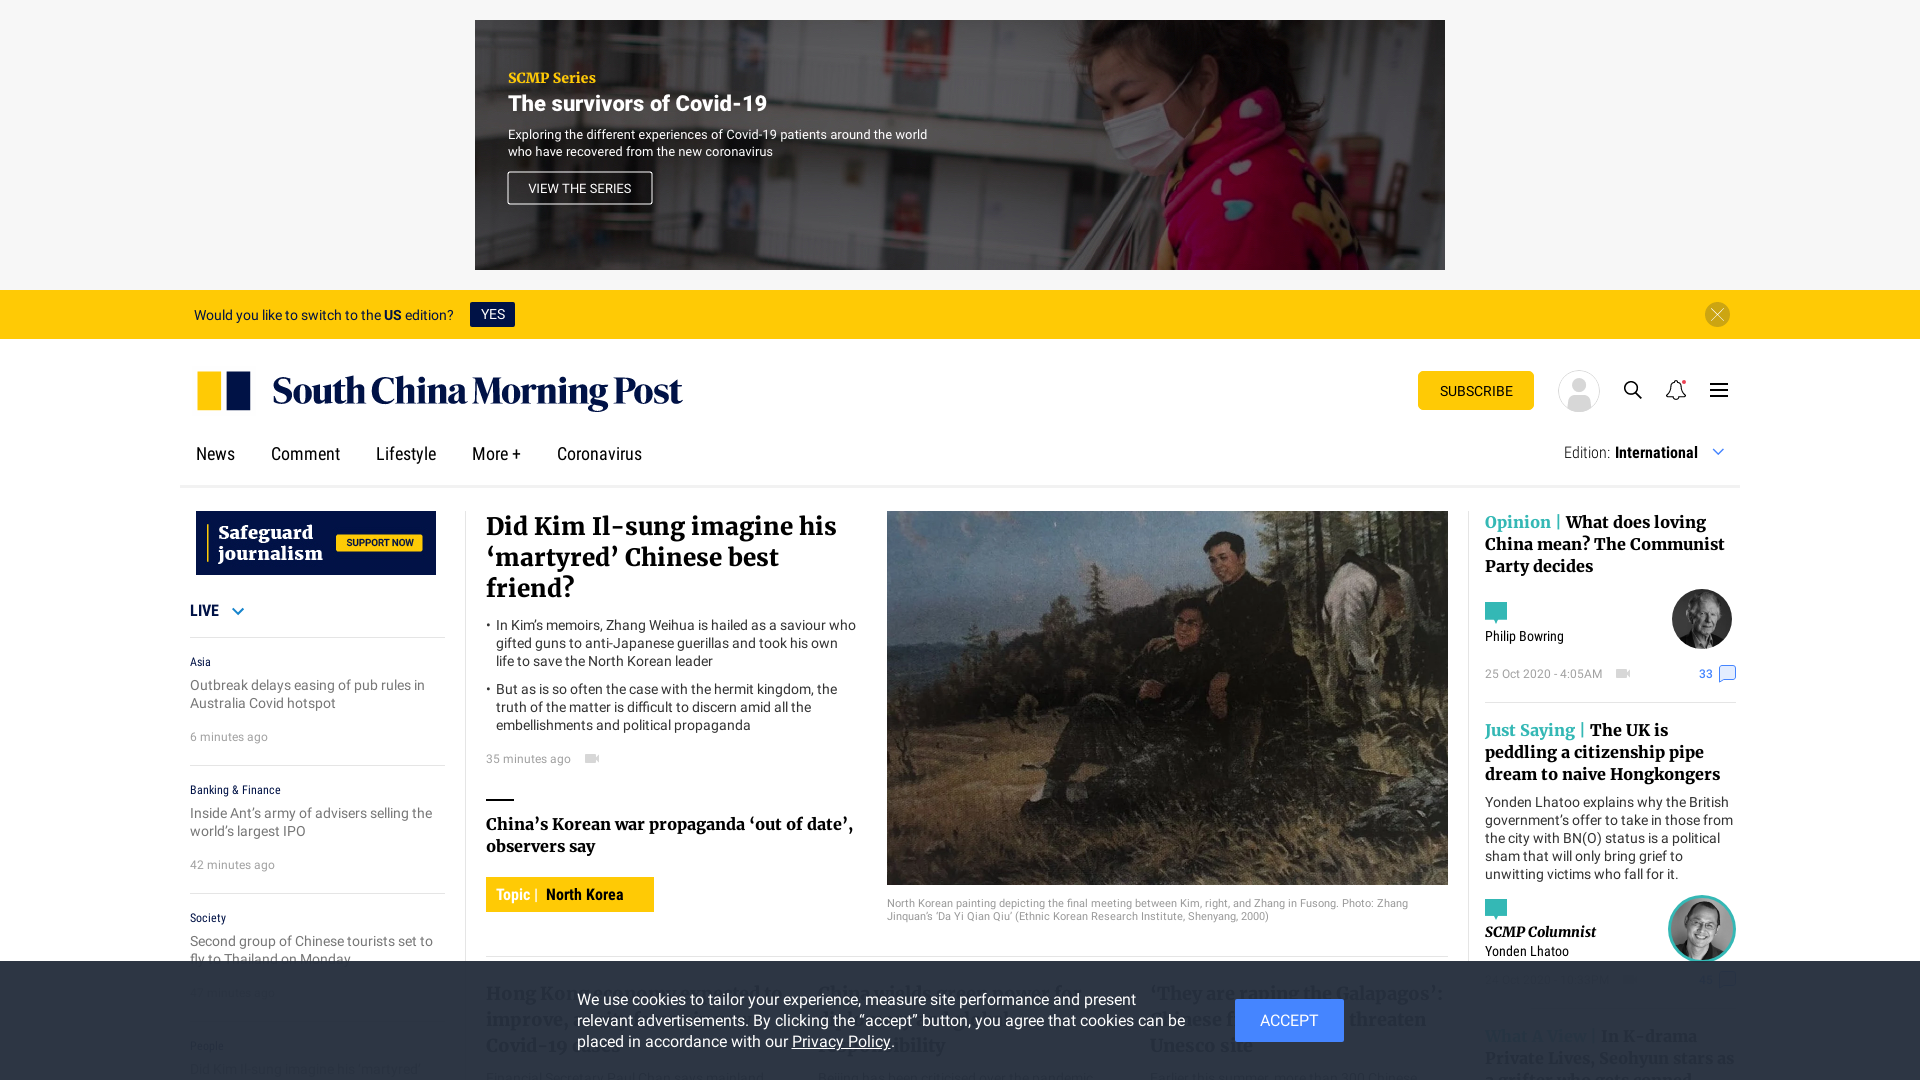 SCMP Series
The survivors of Covid-19
Exploring the different experiences of Covid-19 patients around the world
who have recovered from the new coronavirus
VIEW THE SERIES
Would you like to switch to the US edition?
YES
South China Morning Post
SUBSCRIBE
News
Comment
Lifestyle
More +
Coronavirus
Edition: International
Safeguard
journalism
SUPPORT NOW
LIVE
Asia
Outbreak delays easing of pub rules in
Australia Covid hotspot
6 minutes ago
Banking & Finance
Inside Ant’s army of advisers selling the
world’s largest IPO
42 minutes ago
Society
Second group of Chinese tourists set to
fly to Thailand on Monday
Did Kim Il-sung imagine his
‘martyred’ Chinese best
friend?
• In Kim’s memoirs, Zhang Weihua is hailed as a saviour who
gifted guns to anti-Japanese guerillas and took his own
life to save the North Korean leader
• But as is so often the case with the hermit kingdom, the
truth of the matter is difficult to discern amid all the
embellishments and political propaganda
35 minutes ago
China’s Korean war propaganda ‘out of date’,
observers say
Topic | North Korea
North Korean painting depicting the final meeting between Kim, right, and Zhang in Fusong. Photo: Zhang
Jinquan’s ‘Da Yi Qian Qiu’ (Ethnic Korean Research Institute, Shenyang, 2000)
Opinion | What does loving
China mean? The Communist
Party decides
Philip Bowring
25 Oct 2020 - 4:05AM
33
Just Saying | The UK is
peddling a citizenship pipe
dream to naive Hongkongers
Yonden Lhatoo explains why the British
government’s offer to take in those from
the city with BN(O) status is a political
sham that will only bring grief to
unwitting victims who fall for it.
SCMP Columnist
Yonden Lhatoo
We use cookies to tailor your experience, measure site performance and present
relevant advertisements. By clicking the “accept” button, you agree that cookies can be
placed in accordance with our Privacy Policy.
ACCEPT
‘They are raping the Galapagos’:
threaten
Unesco site
In K-drama
Private Lives, Seohyun stars as